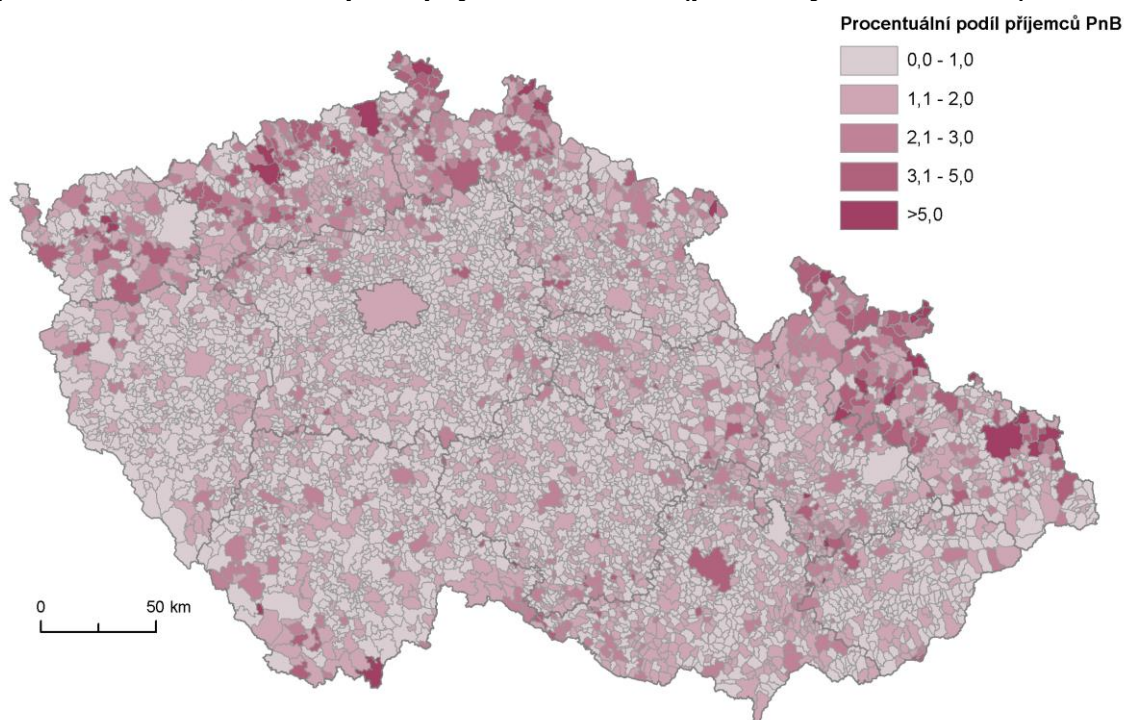 Procentuální podíl příjemců PnB
0,0 - 1,0
1,1 - 2,0
2,1 - 3,0
3,1 - 5,0
>5,0
0 50 km